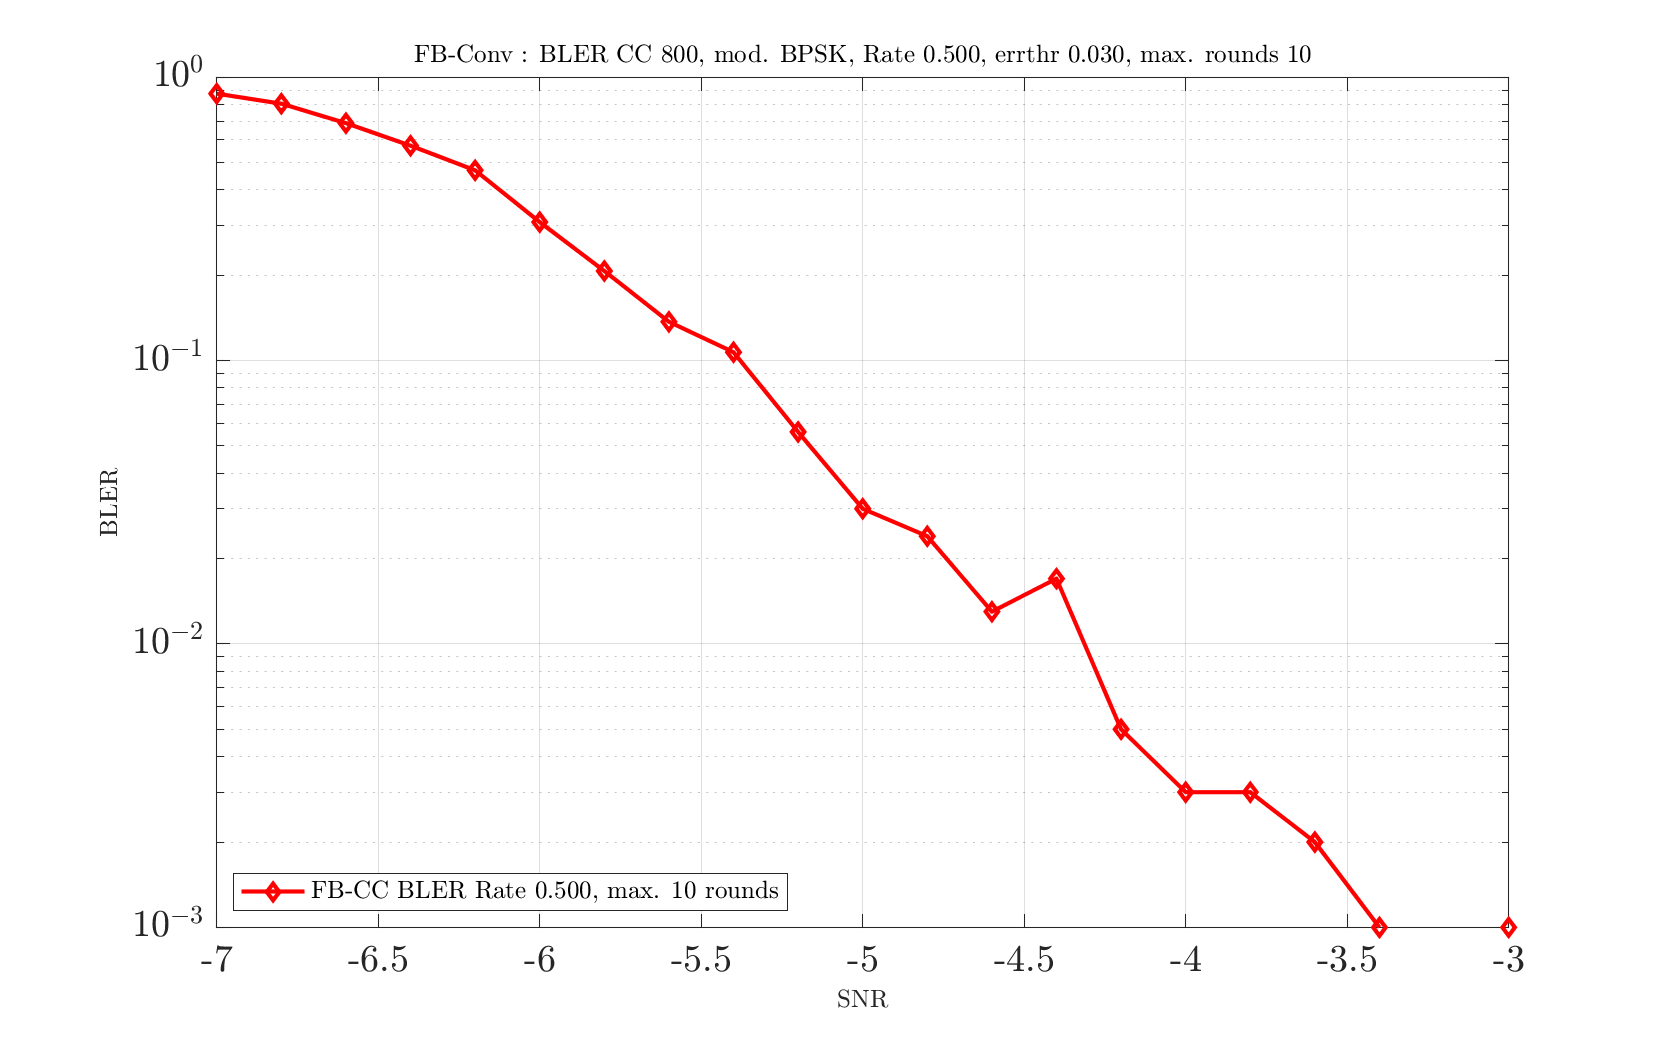 FB-Conv : BLER CC 800, mod. BPSK, Rate 0.500, errthr 0.030, max. rounds 10
10⁰
10⁻¹
10⁻²
10⁻³
BLER
FB-CC BLER Rate 0.500, max. 10 rounds
-7 -6.5 -6 -5.5 -5 -4.5 -4 -3.5 -3
SNR